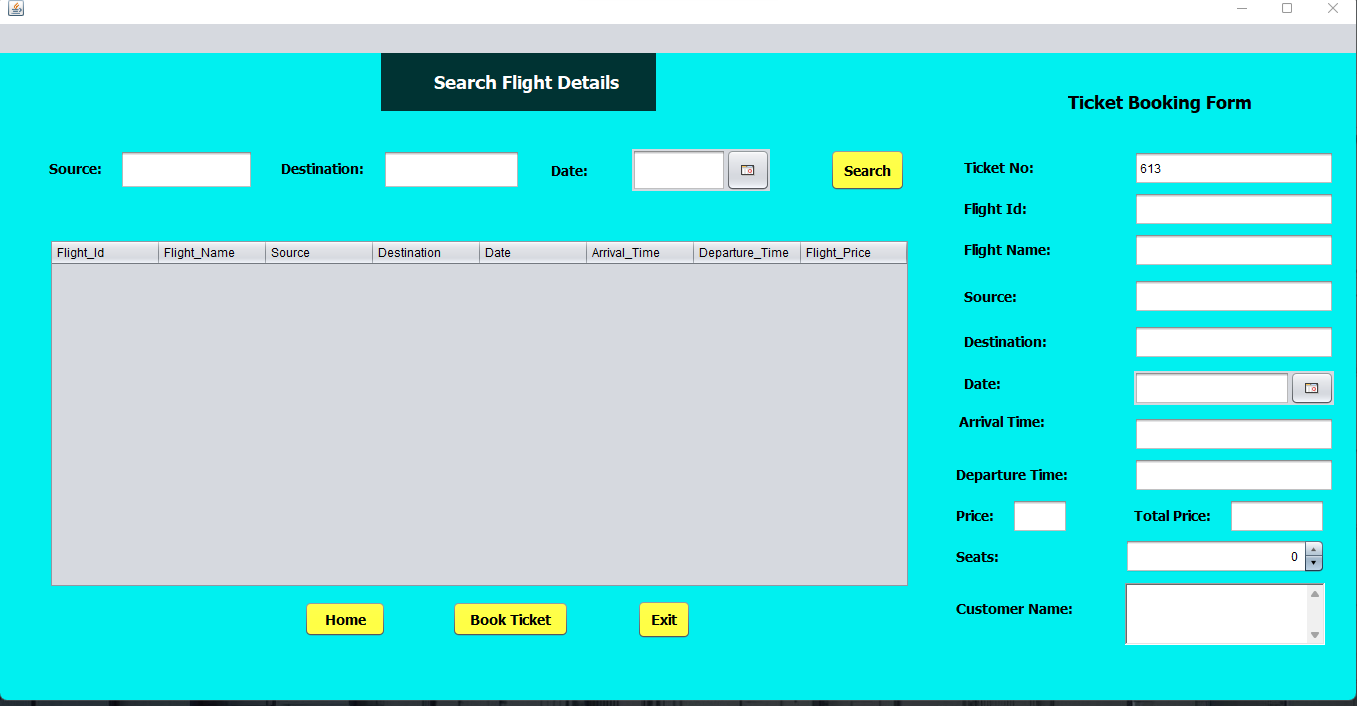 Search Flight Details
Source:
Destination:
Date:
Search
Flight_Id Flight_Name Source Destination Date Arrival_Time Departure_Time Flight_Price
Home
Book Ticket
Exit
Ticket Booking Form
Ticket No: 613
Flight Id:
Flight Name:
Source:
Destination:
Date:
Arrival Time:
Departure Time:
Price: Total Price:
Seats: 0
Customer Name: